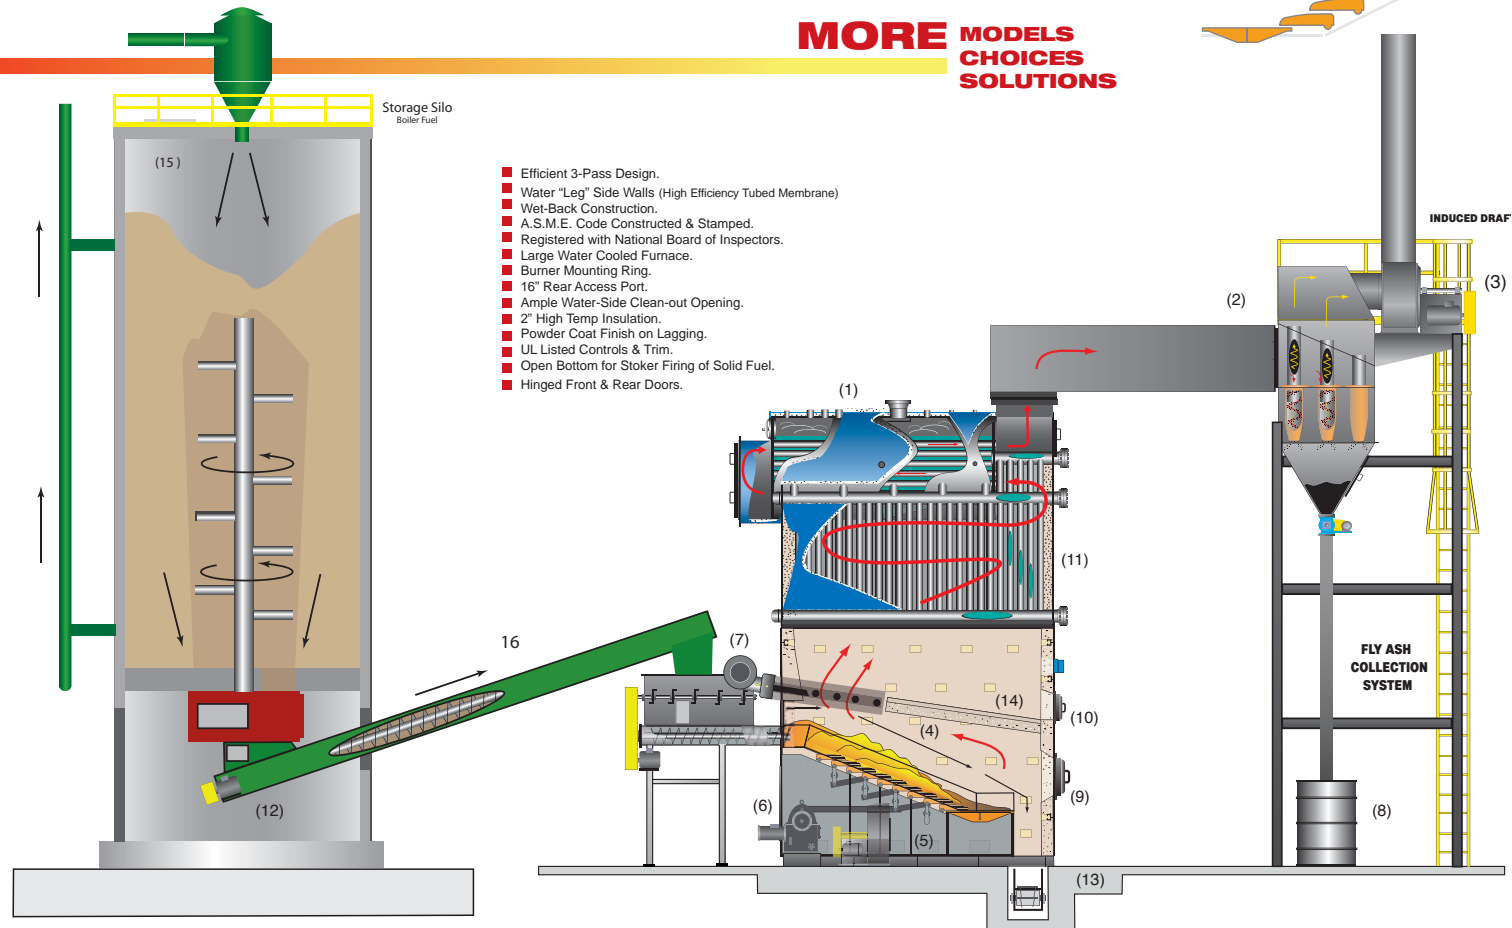 MORE MODELS
CHOICES
SOLUTIONS
Storage Silo
Boiler Fuel
(15 )
Efficient 3-Pass Design.
Water “Leg” Side Walls (High Efficiency Tubed Membrane)
Wet-Back Construction.
A.S.M.E. Code Constructed & Stamped.
Registered with National Board of Inspectors.
Large Water Cooled Furnace.
Burner Mounting Ring.
16” Rear Access Port.
Ample Water-Side Clean-out Opening.
2” High Temp Insulation.
Powder Coat Finish on Lagging.
UL Listed Controls & Trim.
Open Bottom for Stoker Firing of Solid Fuel.
Hinged Front & Rear Doors.
INDUCED DRAFT
(3)
(2)
(1)
(11)
16
(7)
FLY ASH
COLLECTION
SYSTEM
(14)
(10)
(4)
(9)
(12)
(6)
(5)
(8)
(13)